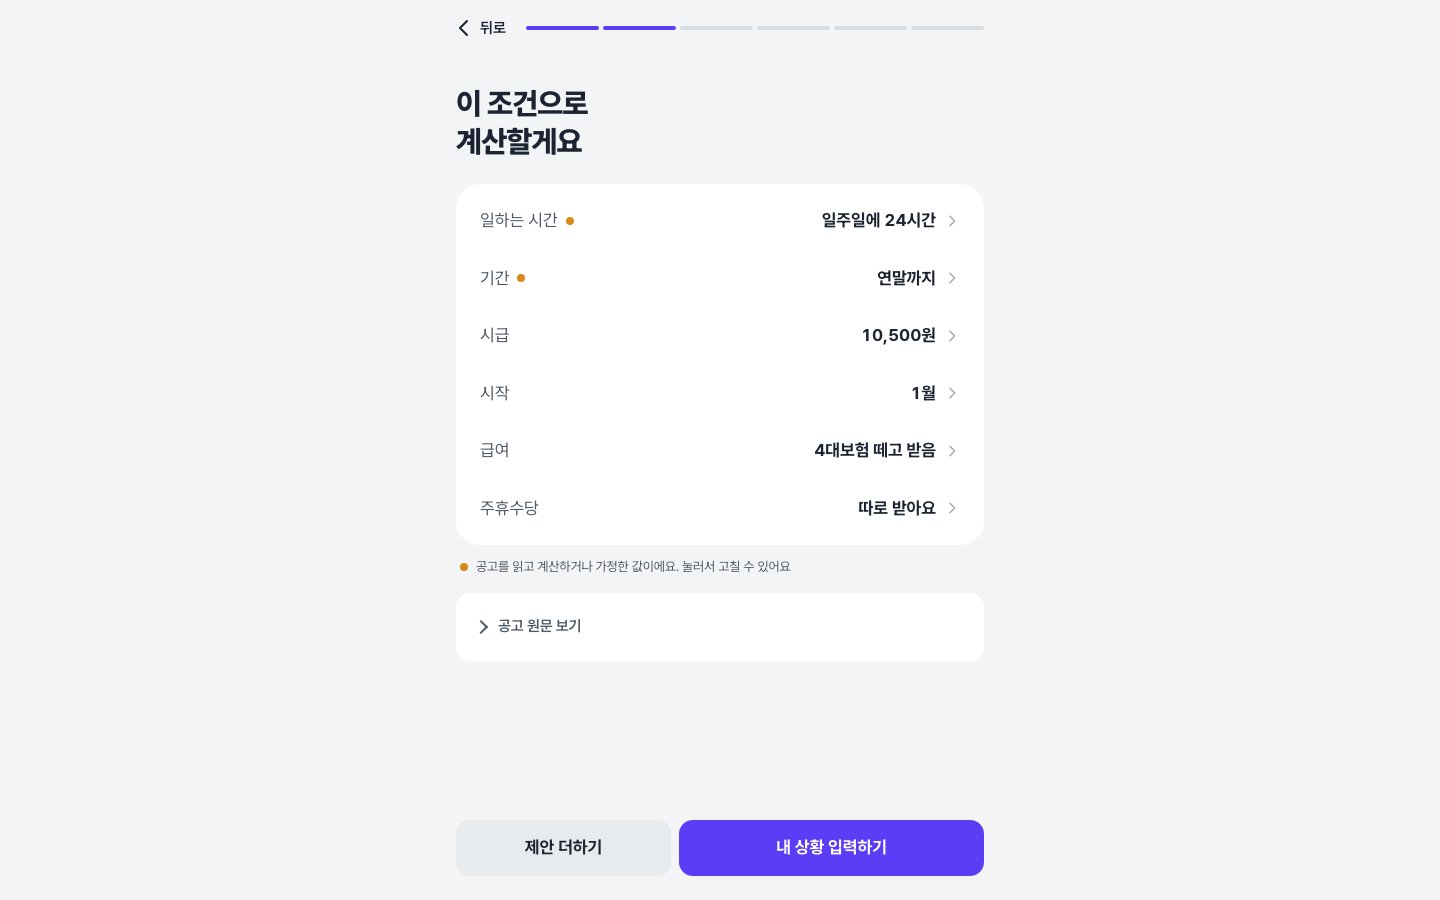 뒤로
이 조건으로
계산할게요
일하는 시간 일주일에 24시간
기간 연말까지
시급 10,500원
시작 1월
급여 4대보험 떼고 받음
주휴수당 따로 받아요
공고를 읽고 계산하거나 가정한 값이에요. 눌러서 고칠 수 있어요
공고 원문 보기
제안 더하기 내 상황 입력하기